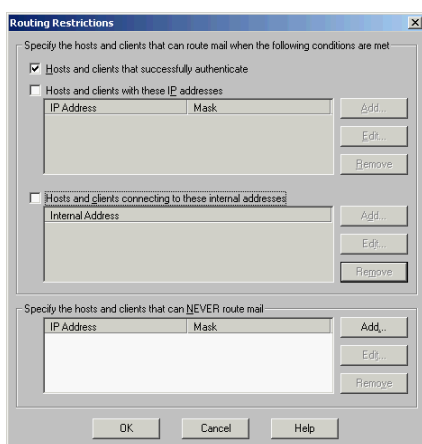 Routing Restrictions
Specify the hosts and clients that can route mail when the following conditions are met
Hosts and clients that successfully authenticate
Hosts and clients with these IP addresses
IP Address Mask
Add...
Edit...
Remove
Hosts and clients connecting to these internal addresses
Internal Address
Add...
Edit...
Remove
Specify the hosts and clients that can NEVER route mail
IP Address Mask
Add...
Edit...
Remove
OK Cancel Help